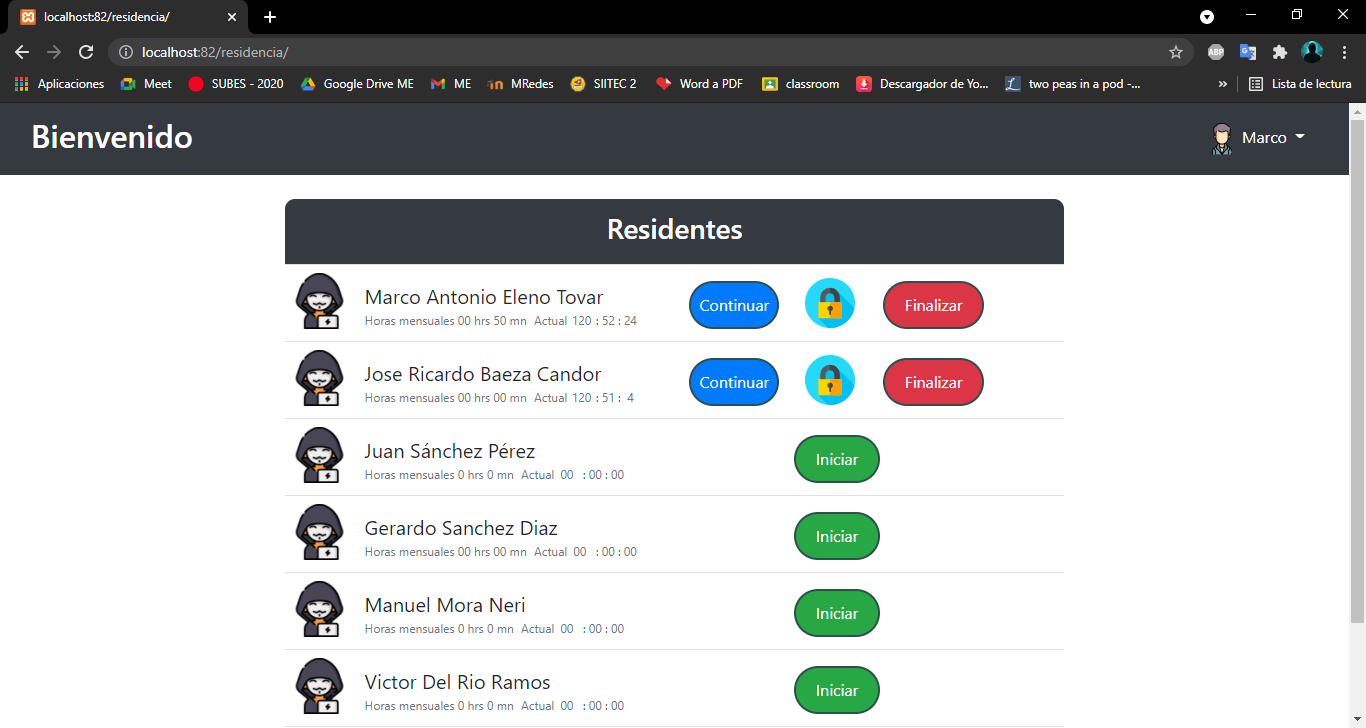 localhost:82/residencia/
localhost:82/residencia/
ABP
Aplicaciones Meet SUBES - 2020 Google Drive ME ME MRedes SIITEC 2 Word a PDF classroom Descargador de Yo... two peas in a pod -... » Lista de lectura
Bienvenido
Marco
Residentes
Marco Antonio Eleno Tovar
Horas mensuales 00 hrs 50 mn Actual 120 : 52 : 24
Continuar
Finalizar
Jose Ricardo Baeza Candor
Horas mensuales 00 hrs 00 mn Actual 120 : 51 : 4
Continuar
Finalizar
Juan Sánchez Pérez
Horas mensuales 0 hrs 0 mn Actual 00 : 00 : 00
Iniciar
Gerardo Sanchez Diaz
Horas mensuales 00 hrs 00 mn Actual 00 : 00 : 00
Iniciar
Manuel Mora Neri
Horas mensuales 0 hrs 0 mn Actual 00 : 00 : 00
Iniciar
Victor Del Rio Ramos
Horas mensuales 0 hrs 0 mn Actual 00 : 00 : 00
Iniciar